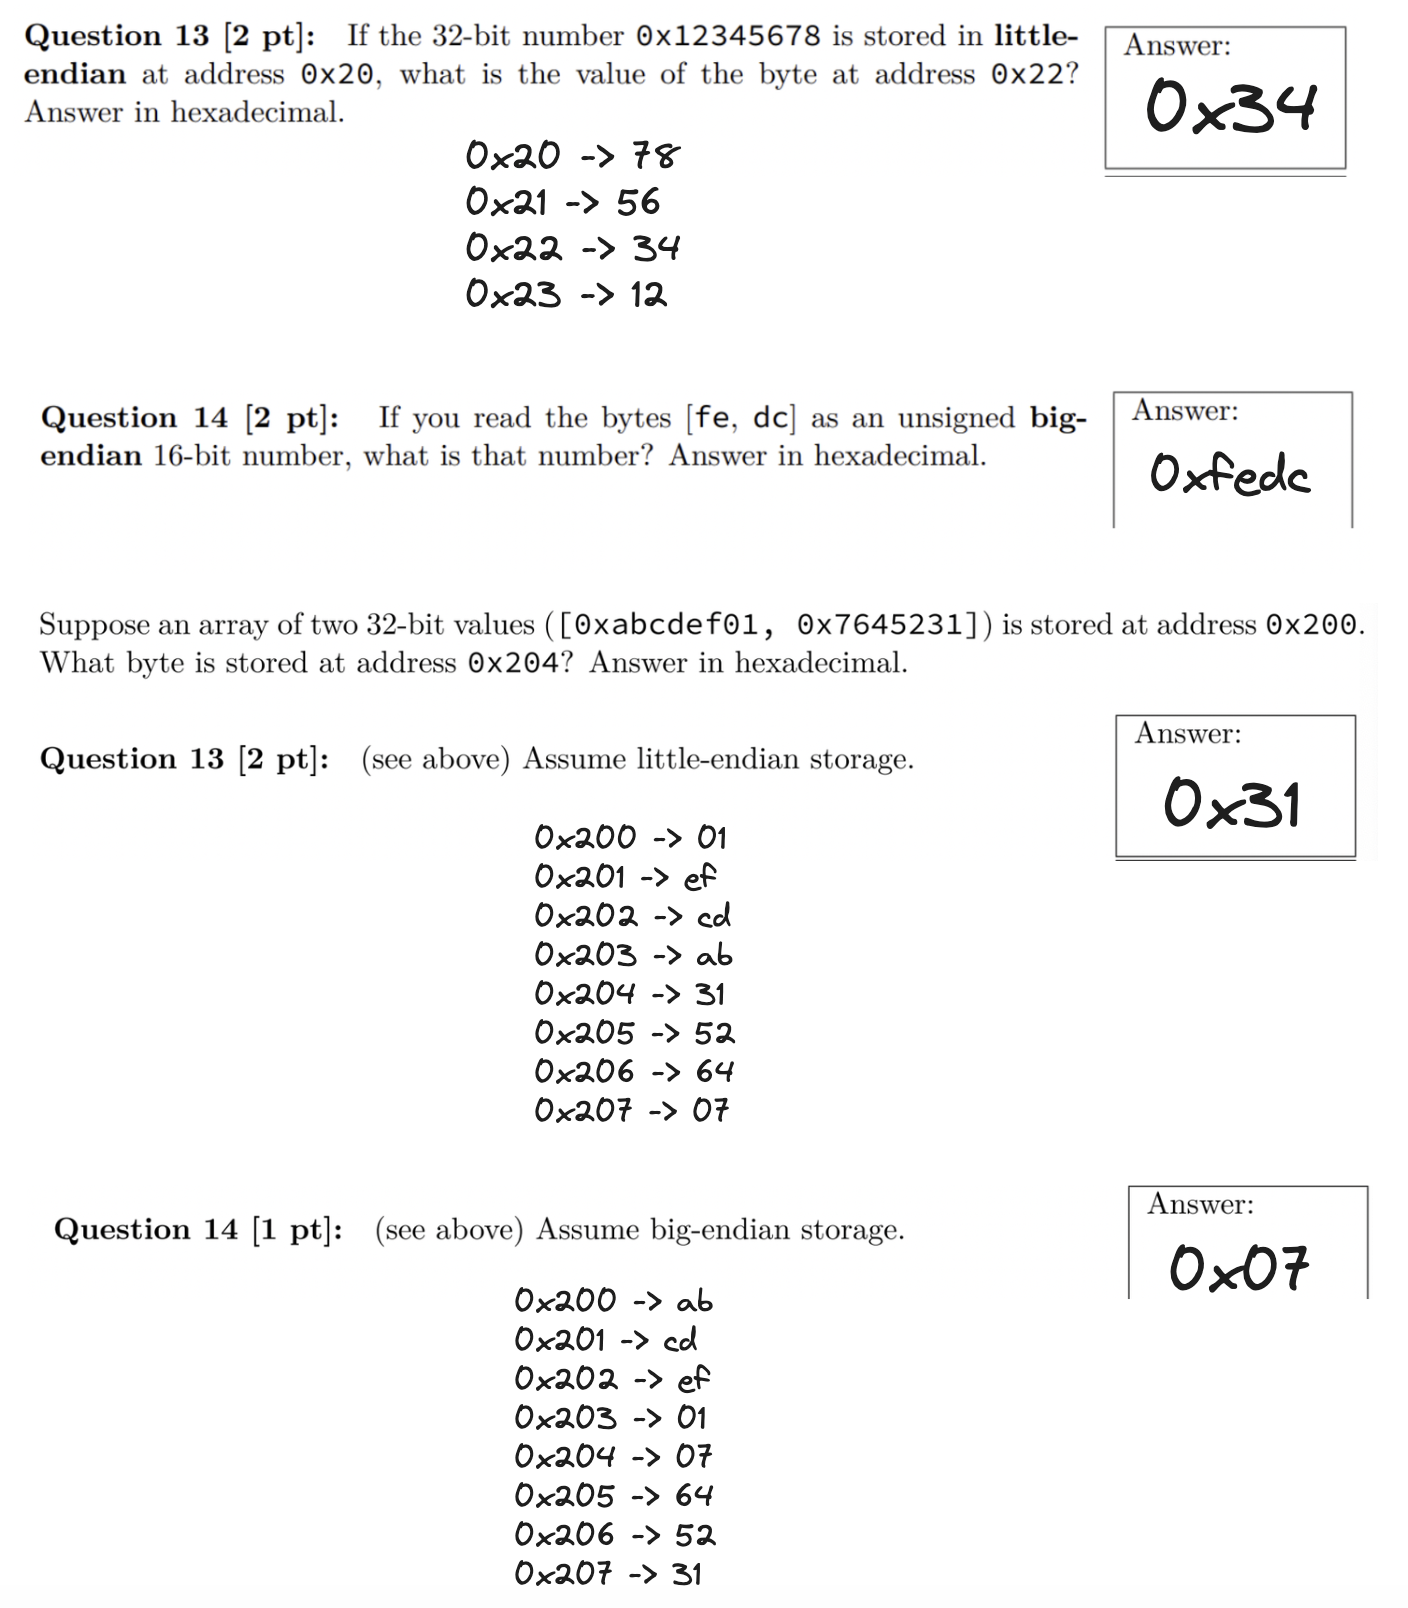 Question 13 [2 pt]: If the 32-bit number 0x12345678 is stored in little-
endian at address 0x20, what is the value of the byte at address 0x22?
Answer in hexadecimal.
Answer:
0x34
0x20 -> 78
0x21 -> 56
0x22 -> 34
0x23 -> 12
Question 14 [2 pt]: If you read the bytes [fe, dc] as an unsigned big-
endian 16-bit number, what is that number? Answer in hexadecimal.
Answer:
0xfedc
Suppose an array of two 32-bit values ([0xabcdef01, 0x7645231]) is stored at address 0x200.
What byte is stored at address 0x204? Answer in hexadecimal.
Question 13 [2 pt]: (see above) Assume little-endian storage.
Answer:
0x31
0x200 -> 01
0x201 -> ef
0x202 -> cd
0x203 -> ab
0x204 -> 31
0x205 -> 52
0x206 -> 64
0x207 -> 07
Question 14 [1 pt]: (see above) Assume big-endian storage.
Answer:
0x07
0x200 -> ab
0x201 -> cd
0x202 -> ef
0x203 -> 01
0x204 -> 07
0x205 -> 64
0x206 -> 52
0x207 -> 31